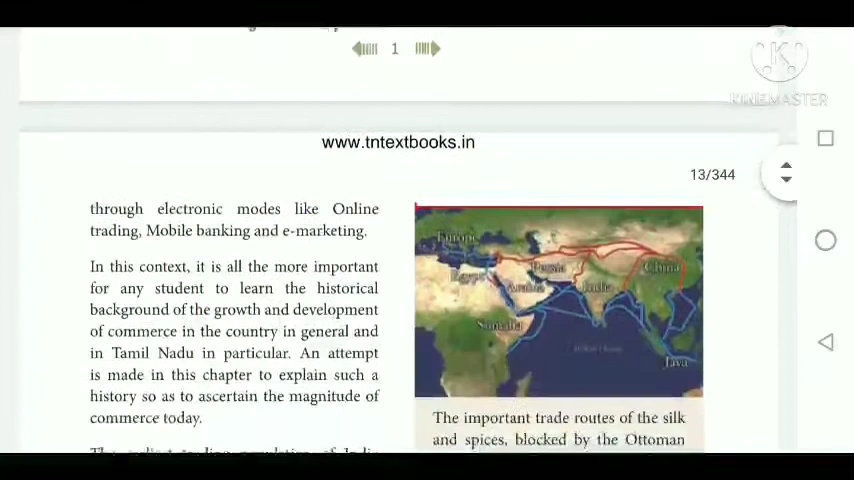 1
KINEMASTER
www.tntextbooks.in
13/344
through electronic modes like Online
trading, Mobile banking and e-marketing.
In this context, it is all the more important
for any student to learn the historical
background of the growth and development
of commerce in the country in general and
in Tamil Nadu in particular. An attempt
is made in this chapter to explain such a
history so as to ascertain the magnitude of
commerce today.
Europe
Egypt
Arabia
Persia
India
China
Somalia
Java
The important trade routes of the silk
and spices, blocked by the Ottoman